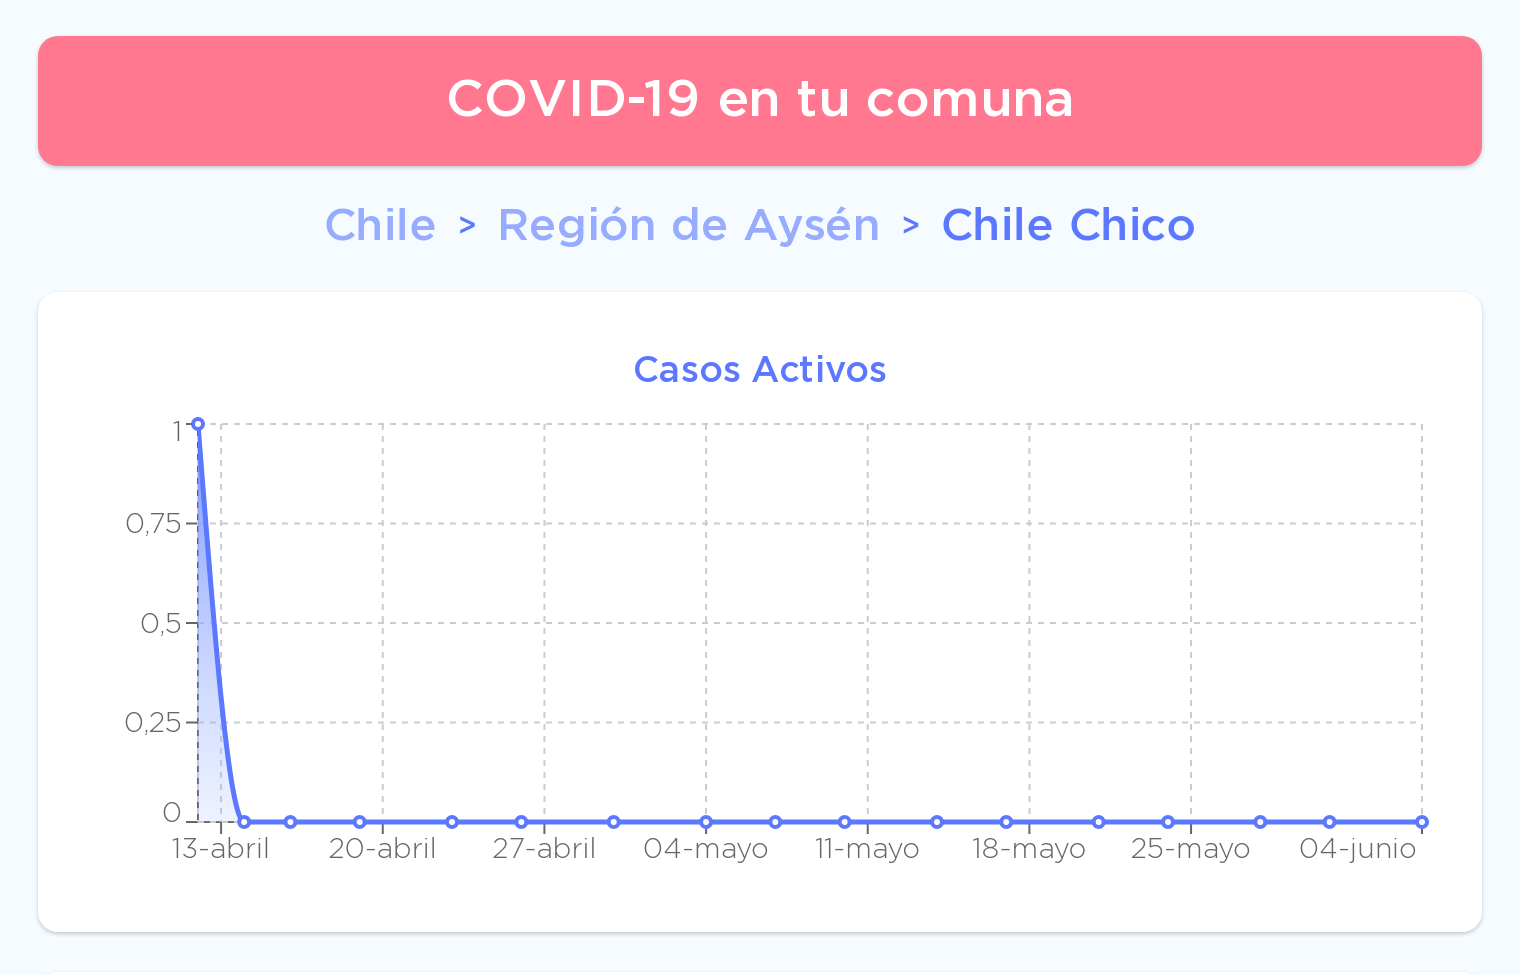 COVID-19 en tu comuna
Chile > Región de Aysén > Chile Chico
Casos Activos
1
0,75
0,5
0,25
0
13-abril 20-abril 27-abril 04-mayo 11-mayo 18-mayo 25-mayo 04-junio